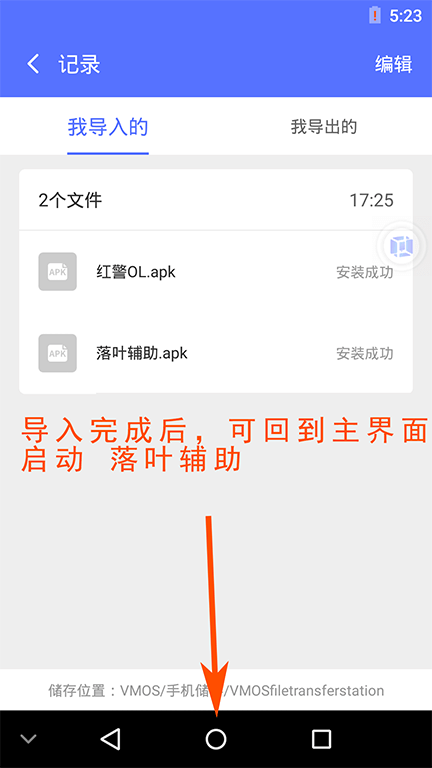 5:23
记录
编辑
我导入的
我导出的
2个文件
17:25
APK
红警OL.apk
安装成功
APK
落叶辅助.apk
安装成功
导入完成后，可回到主界面
启动 落叶辅助
储存位置：VMOS/手机储 /VMOSfiletransferstation